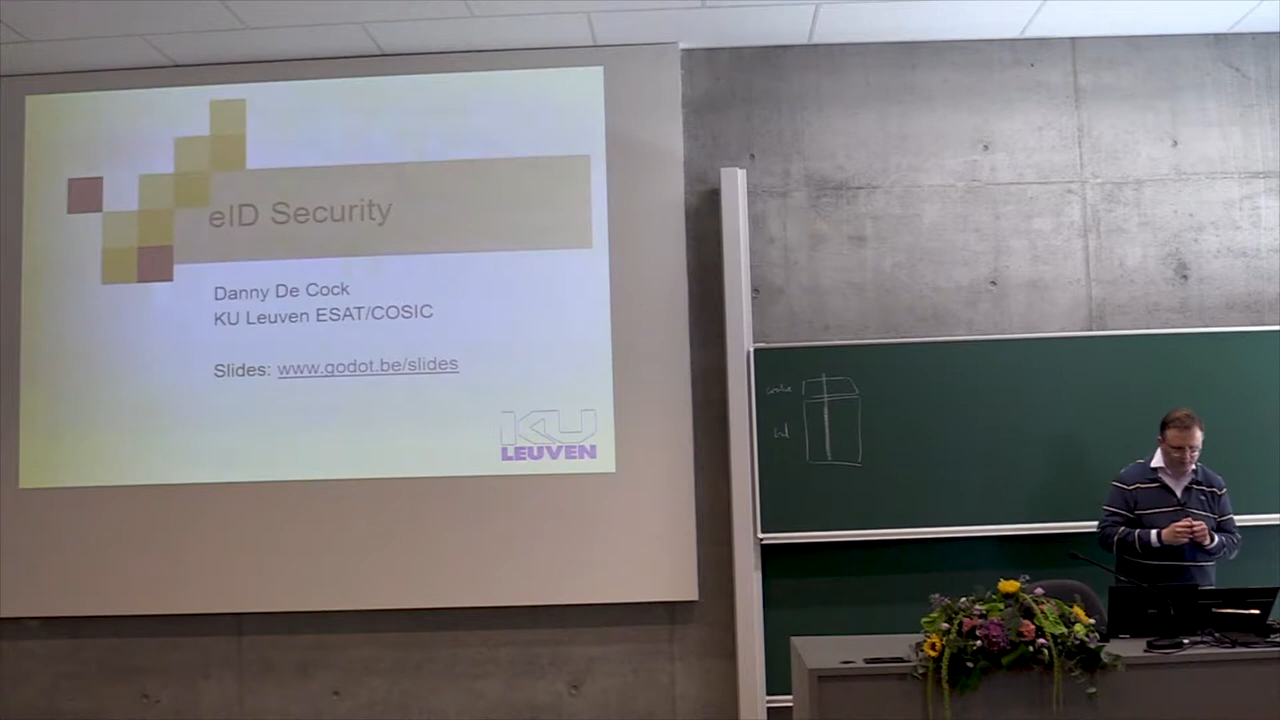 eID Security
Danny De Cock
KU Leuven ESAT/COSIC
Slides: www.godot.be/slides
KU
LEUVEN